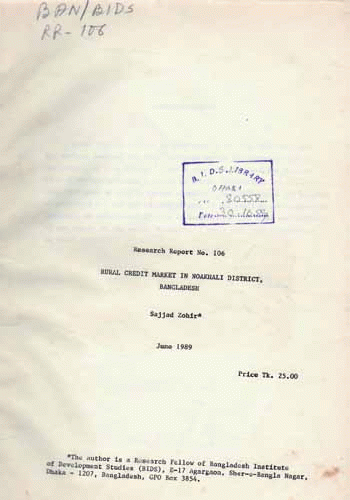 BAN/BIDS
RR-106
B.I.D.S. LIBRARY
Research Report No. 106
RURAL CREDIT MARKET IN NOAKHALI DISTRICT,
BANGLADESH
Sajjad Zohir*
June 1989
Price Tk. 25.00
*The author is a Research Fellow of Bangladesh Institute
of Development Studies (BIDS), E-17 Agargaon, Sher-e-Bangla Nagar,
Dhaka - 1207, Bangladesh, GPO Box 3854.